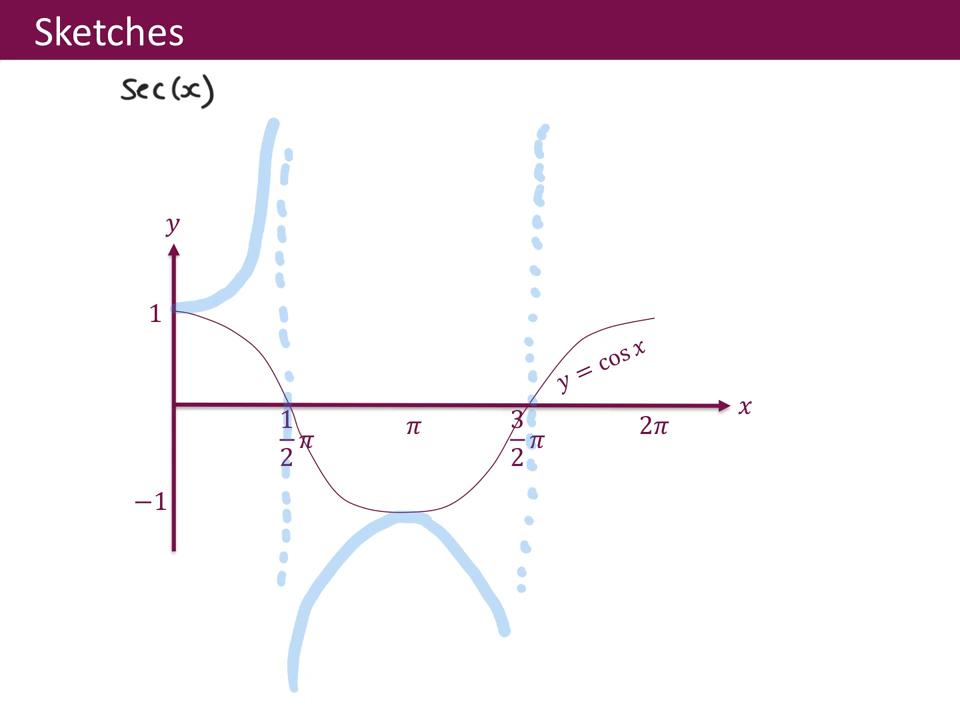 Sketches
sec(x)
y
1
y = cos x
x
1/2 π
π
3/2 π
2π
−1